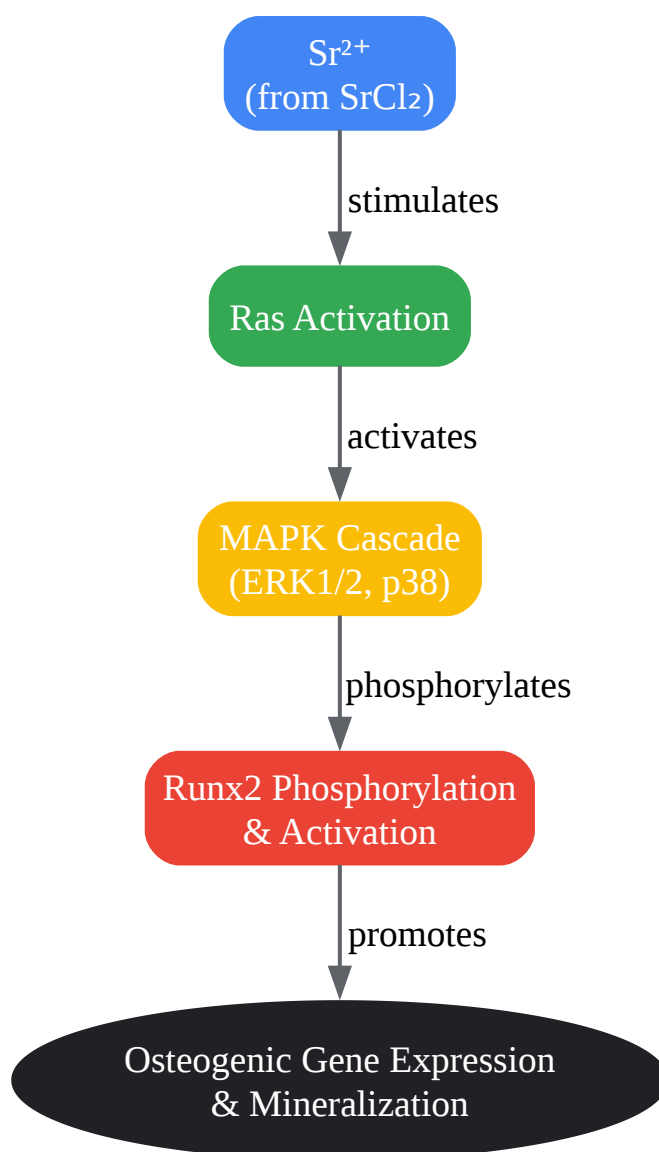 Sr²⁺
(from SrCl₂)
stimulates
Ras Activation
activates
MAPK Cascade
(ERK1/2, p38)
phosphorylates
Runx2 Phosphorylation
& Activation
promotes
Osteogenic Gene Expression
& Mineralization